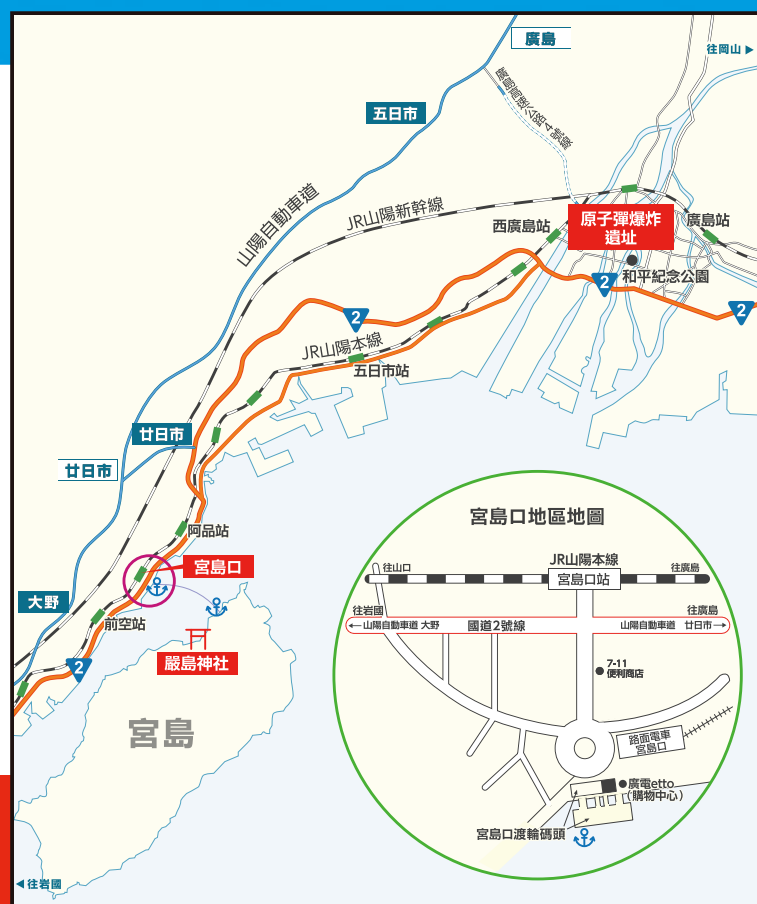 廣島
往岡山
五日市
廣島高速公路4號線
山陽自動車道
JR山陽新幹線
西廣島站
原子彈爆炸
遺址
廣島站
和平紀念公園
2
2
2
JR山陽本線
五日市站
廿日市
廿日市
阿品站
宮島口
大野
前空站
2
嚴島神社
宮島
往岩國
宮島口地區地圖
JR山陽本線
往山口
宮島口站
往廣島
往岩國
往廣島
山陽自動車道 大野
國道2號線
山陽自動車道 廿日市
7-11
便利商店
路面電車
宮島口
廣電etto
(購物中心)
宮島口渡輪碼頭